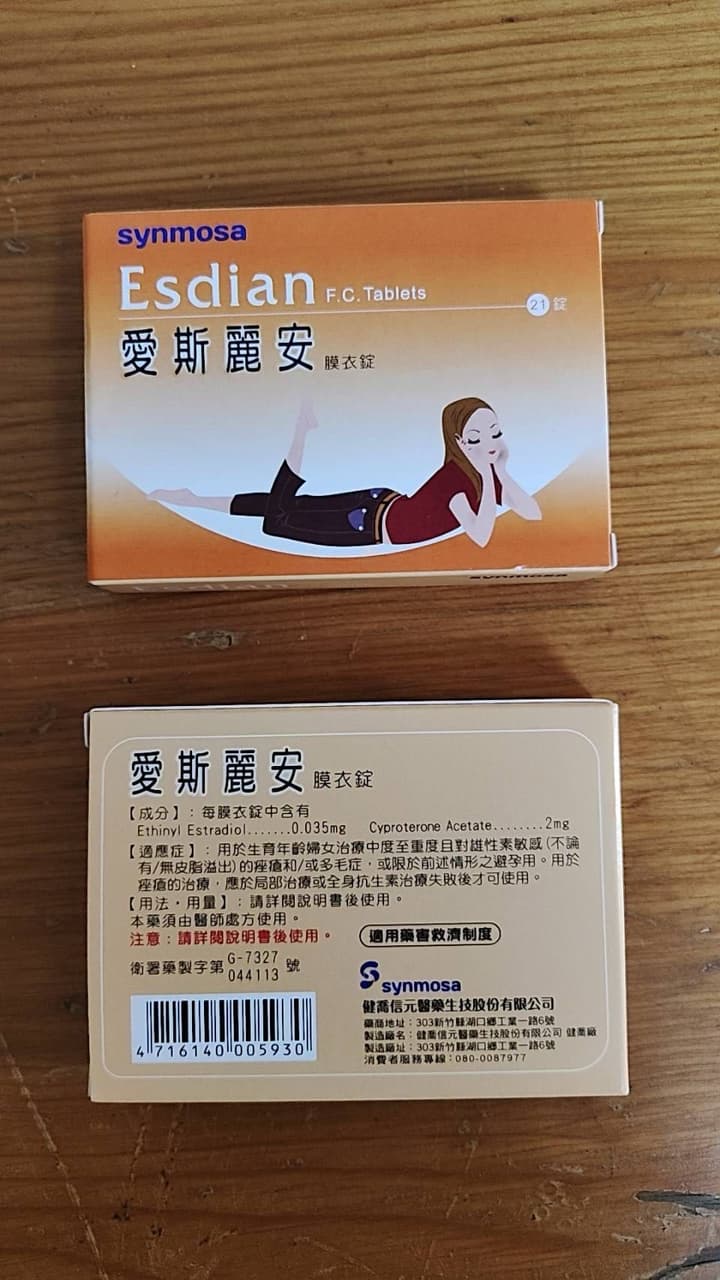 synmosa
Esdian F.C. Tablets
21錠
愛斯麗安 膜衣錠
愛斯麗安 膜衣錠
【成分】：每膜衣錠中含有
Ethinyl Estradiol.......0.035mg Cyproterone Acetate........2mg
【適應症】：用於生育年齡婦女治療中度至重度且對雄性素敏感(不論
有/無皮脂溢出)的痤瘡和/或多毛症，或限於前述情形之避孕用。用於
痤瘡的治療，應於局部治療或全身抗生素治療失敗後才可使用。
【用法・用量】：請詳閱說明書後使用。
本藥須由醫師處方使用。
注意：請詳閱說明書後使用。
適用藥害救濟制度
衛署藥製字第 G-7327 號
044113
synmosa
健喬信元醫藥生技股份有限公司
藥商地址：303新竹縣湖口鄉工業一路6號
製造廠名：健喬信元醫藥生技股份有限公司 健喬廠
製造廠址：303新竹縣湖口鄉工業一路6號
消費者服務專線：080-0087977
4 716140 005930